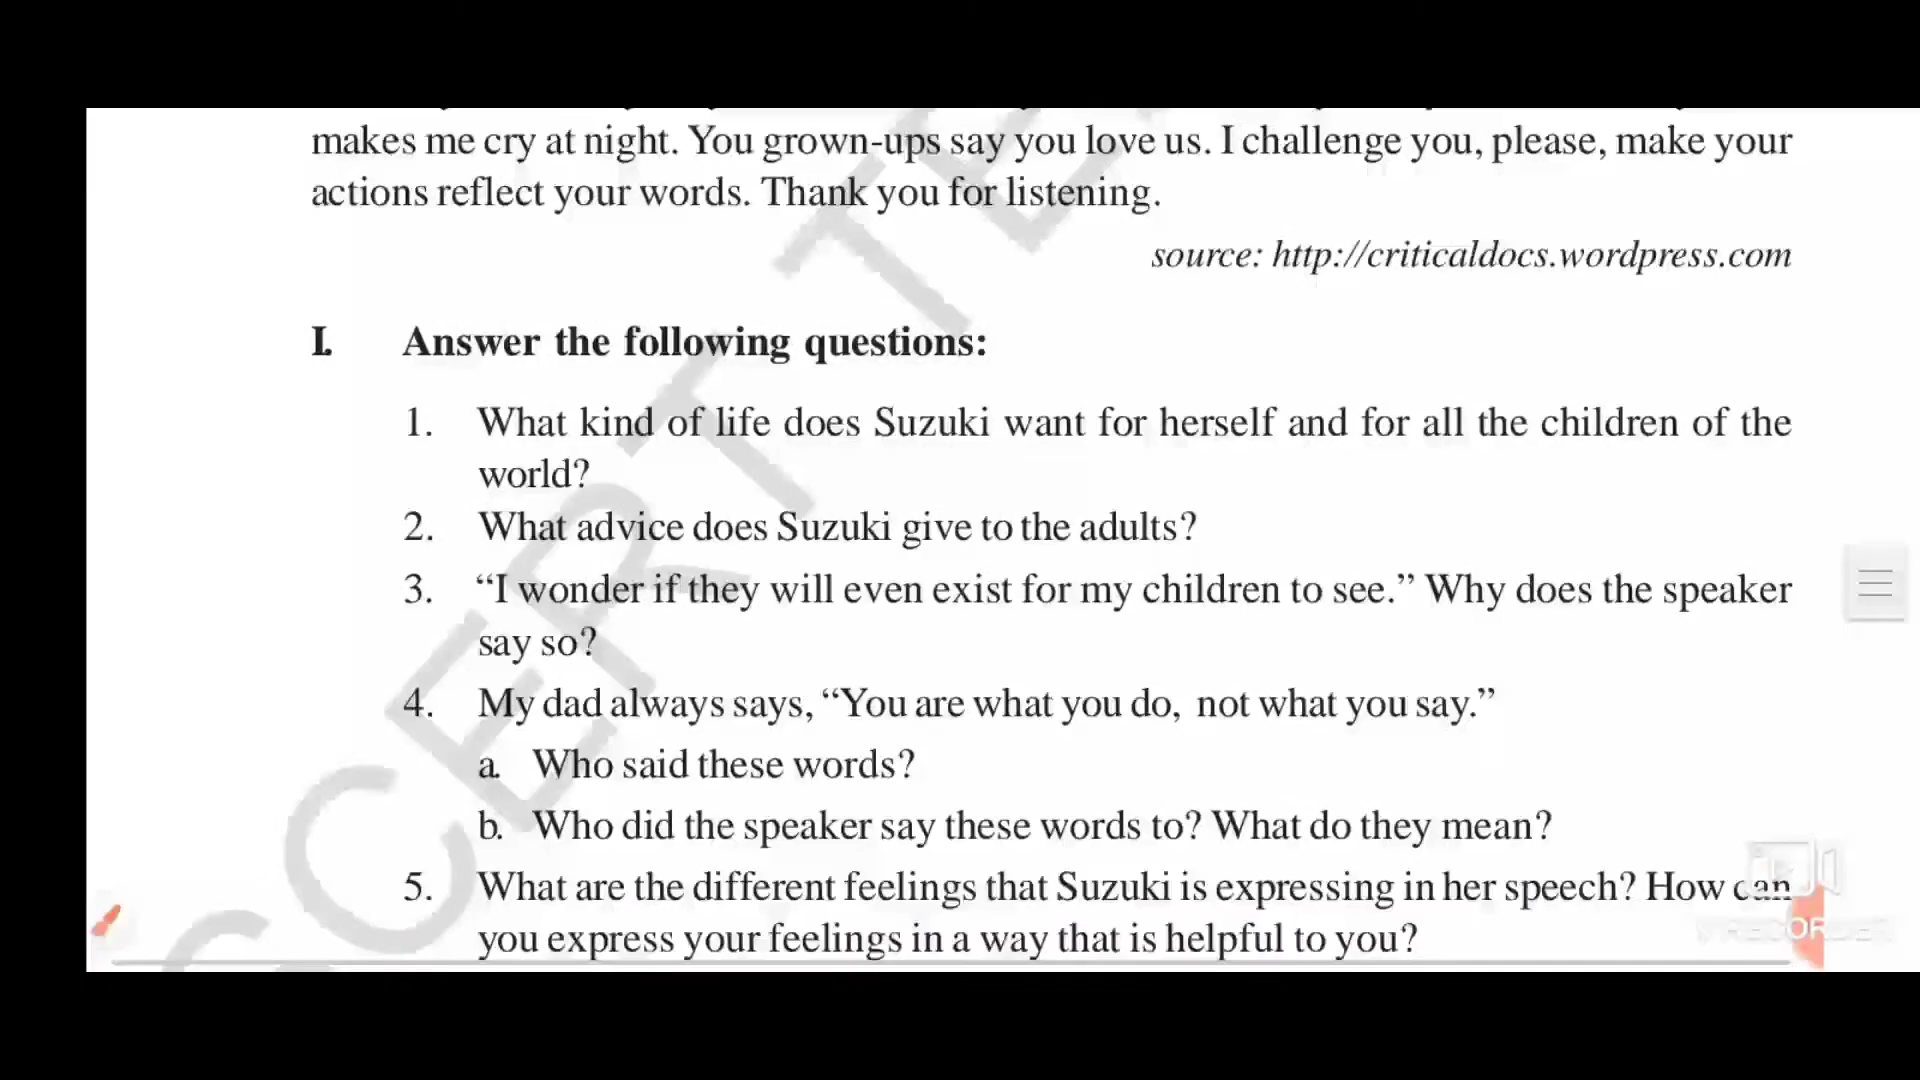 makes me cry at night. You grown-ups say you love us. I challenge you, please, make your
actions reflect your words. Thank you for listening.
source: http://criticaldocs.wordpress.com
I. Answer the following questions:
1. What kind of life does Suzuki want for herself and for all the children of the
world?
2. What advice does Suzuki give to the adults?
3. “I wonder if they will even exist for my children to see.” Why does the speaker
say so?
4. My dad always says, “You are what you do, not what you say.”
a. Who said these words?
b. Who did the speaker say these words to? What do they mean?
5. What are the different feelings that Suzuki is expressing in her speech? How can
you express your feelings in a way that is helpful to you?
CERT TE
RECORDER